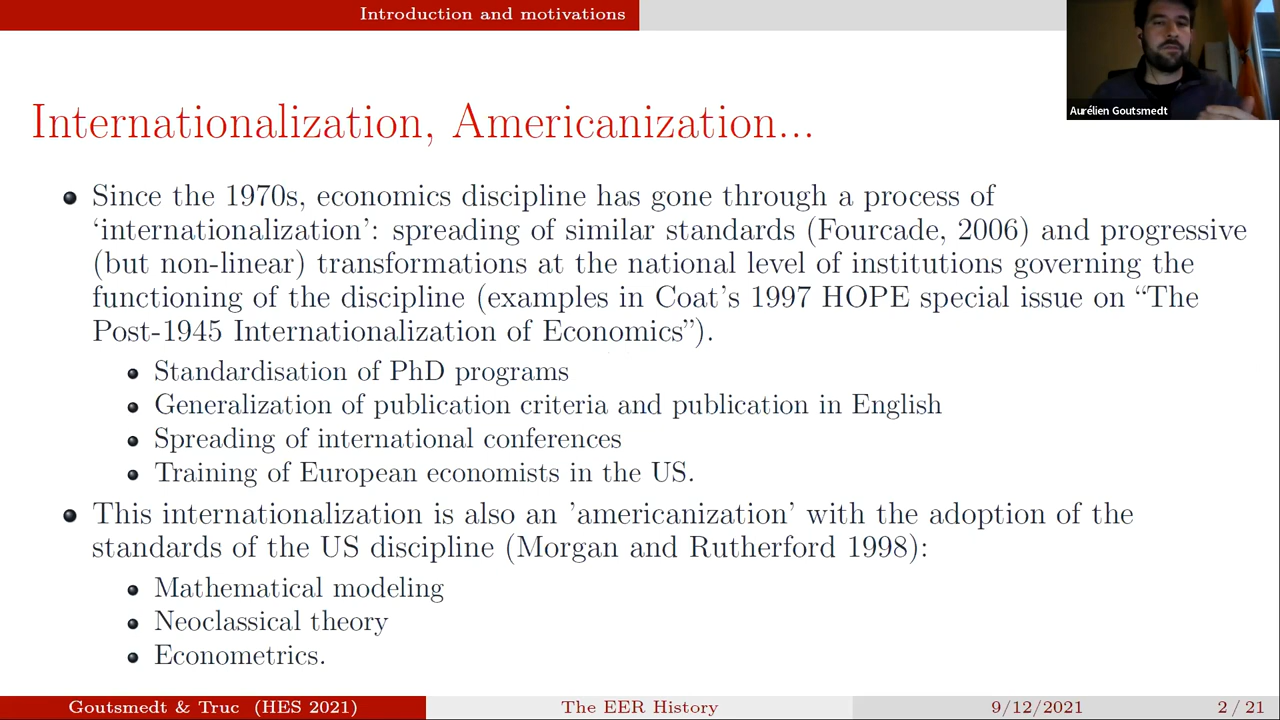 Introduction and motivations
Aurélien Goutsmedt
Internationalization, Americanization...
Since the 1970s, economics discipline has gone through a process of
‘internationalization’: spreading of similar standards (Fourcade, 2006) and progressive
(but non-linear) transformations at the national level of institutions governing the
functioning of the discipline (examples in Coat's 1997 HOPE special issue on “The
Post-1945 Internationalization of Economics”).
Standardisation of PhD programs
Generalization of publication criteria and publication in English
Spreading of international conferences
Training of European economists in the US.
This internationalization is also an ’americanization’ with the adoption of the
standards of the US discipline (Morgan and Rutherford 1998):
Mathematical modeling
Neoclassical theory
Econometrics.
Goutsmedt & Truc (HES 2021) The EER History 9/12/2021 2 / 21